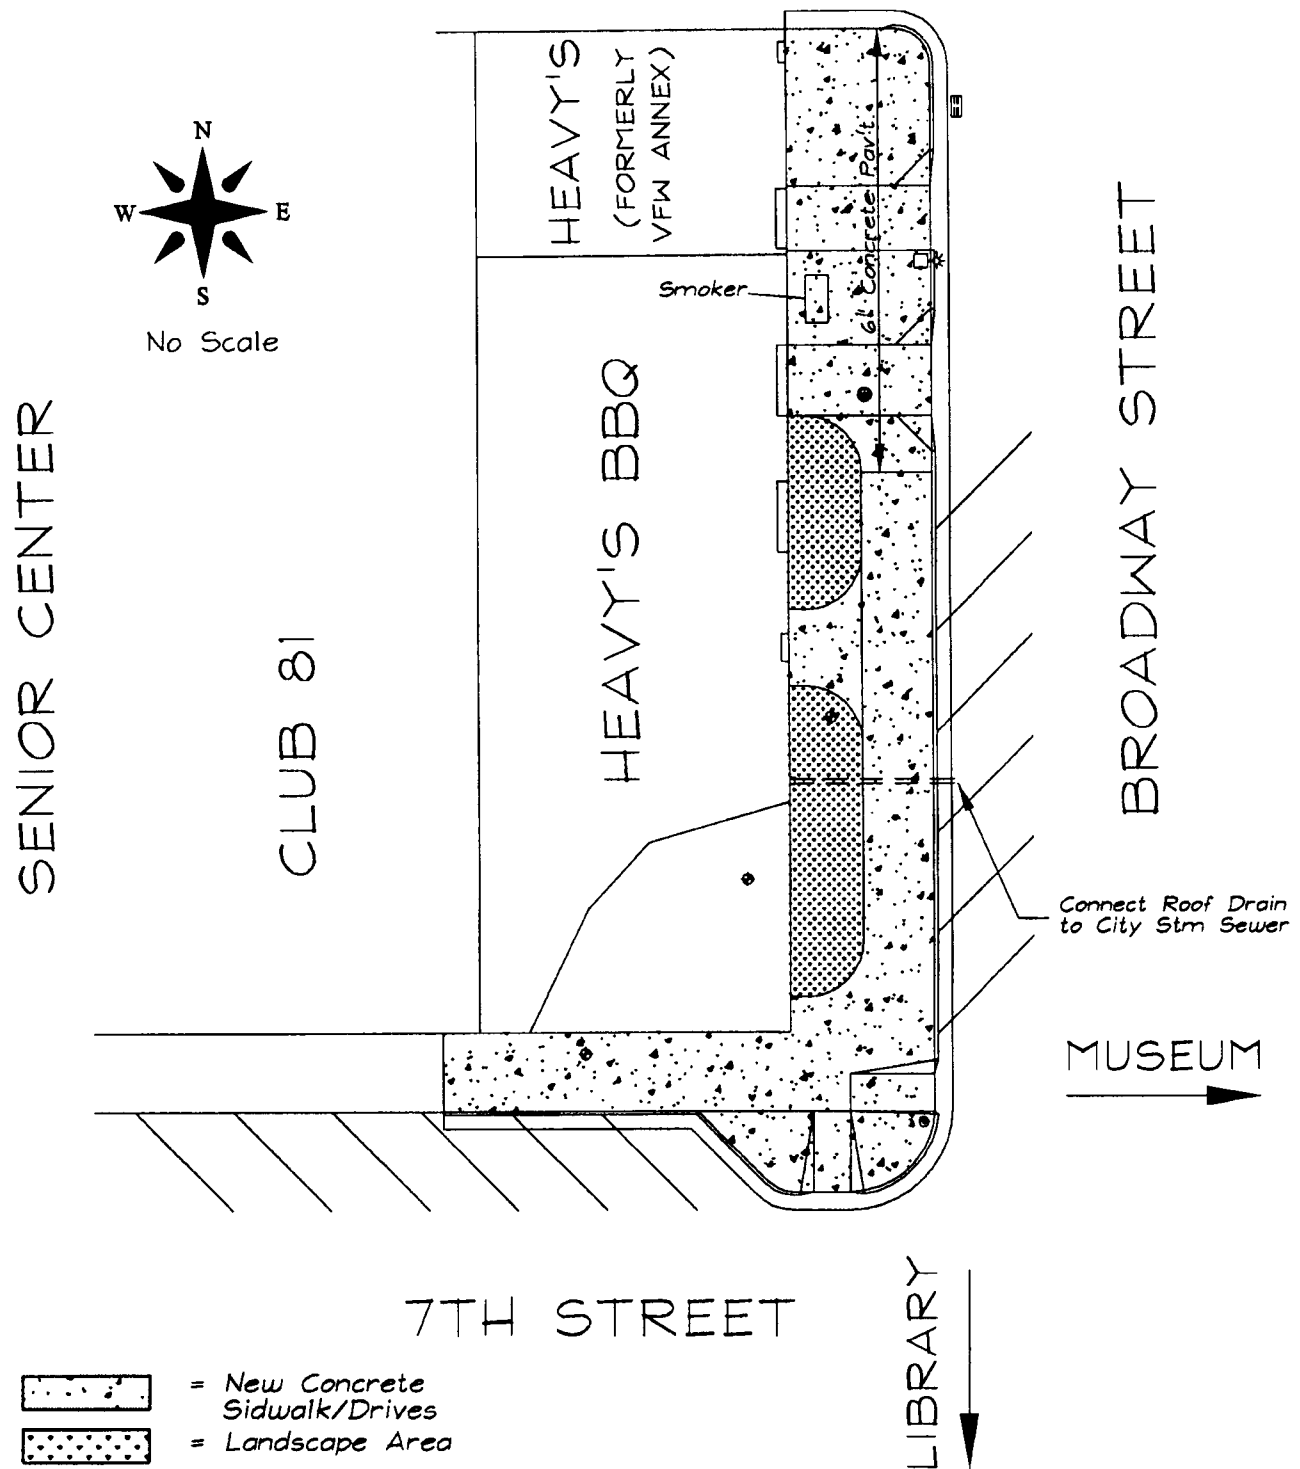 HEAVY'S
(FORMERLY
VFW ANNEX)
N
W E
S
No Scale
6" Concrete Pav't.
Smoker
SENIOR CENTER
CLUB 81
HEAVY'S BBQ
BROADWAY STREET
Connect Roof Drain
to City Stm Sewer
MUSEUM
7TH STREET
LIBRARY
= New Concrete
Sidwalk/Drives
= Landscape Area